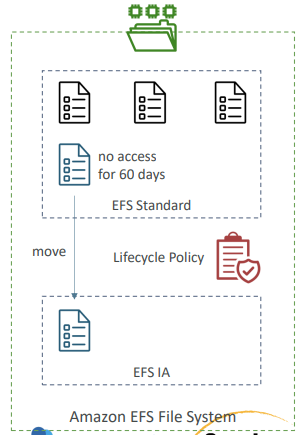 no access
for 60 days
EFS Standard
move
Lifecycle Policy
EFS IA
Amazon EFS File System